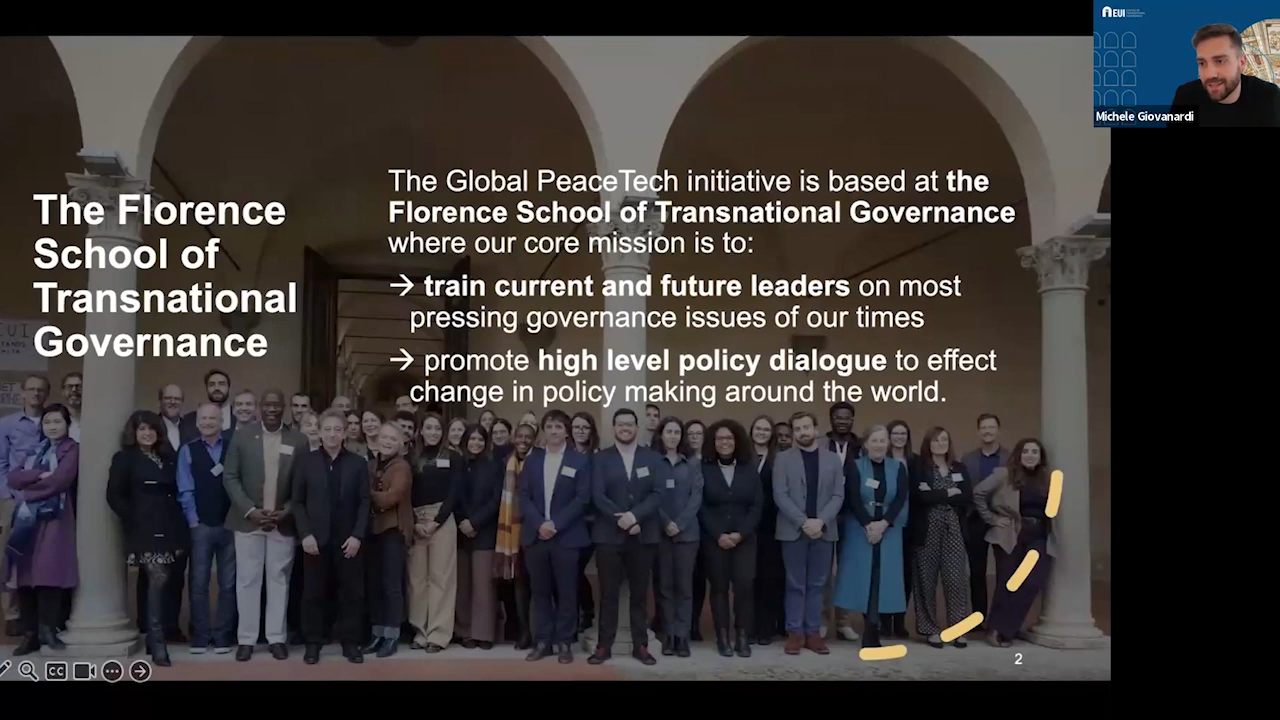 EUI
Michele Giovanardi
The Florence
School of
Transnational
Governance
The Global PeaceTech initiative is based at the
Florence School of Transnational Governance
where our core mission is to:
→ train current and future leaders on most
pressing governance issues of our times
→ promote high level policy dialogue to effect
change in policy making around the world.
CC
2